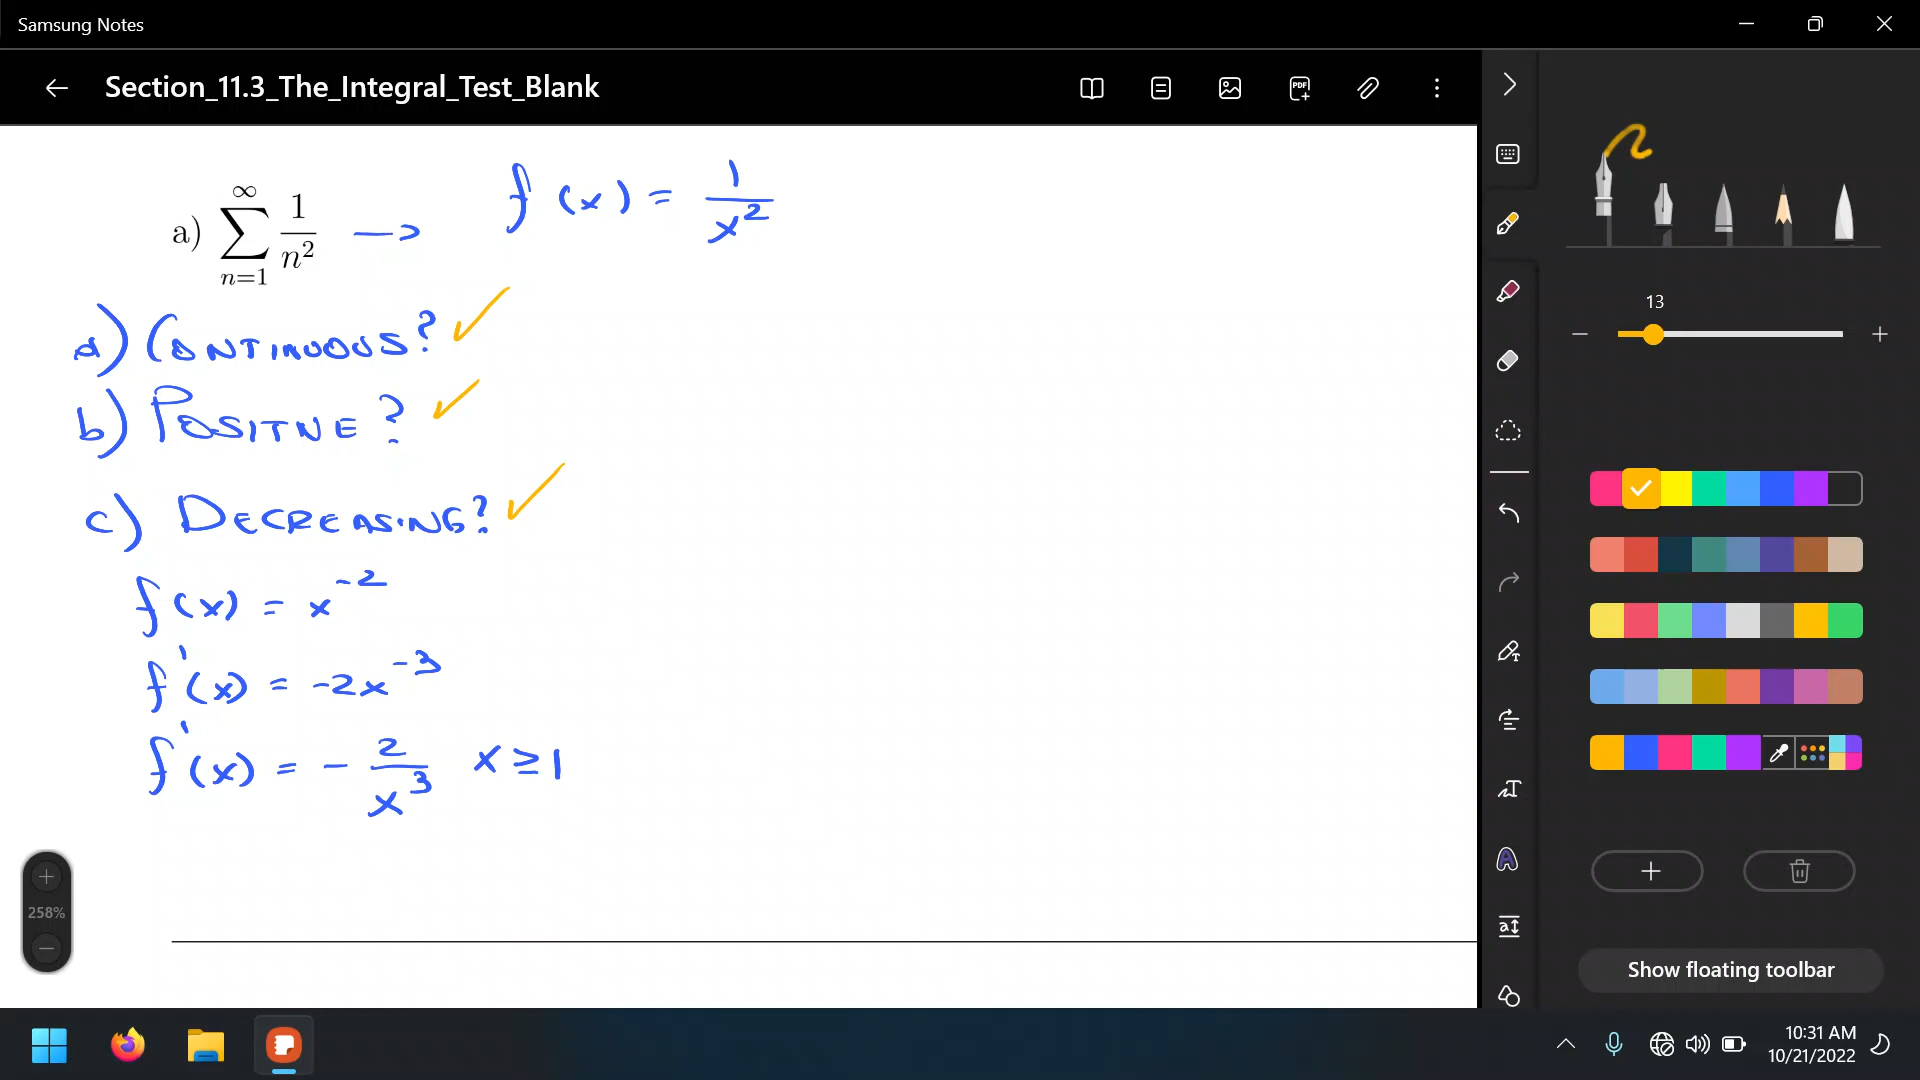 Samsung Notes
Section_11.3_The_Integral_Test_Blank
a) ∑_{n=1}^{∞} 1/n² → f(x) = 1/x²
a) CONTINUOUS? ✓
b) POSITIVE? ✓
c) DECREASING? ✓
f(x) = x⁻²
f'(x) = -2x⁻³
f'(x) = - 2/x³ x ≥ 1
13
258%
Show floating toolbar
10:31 AM
10/21/2022